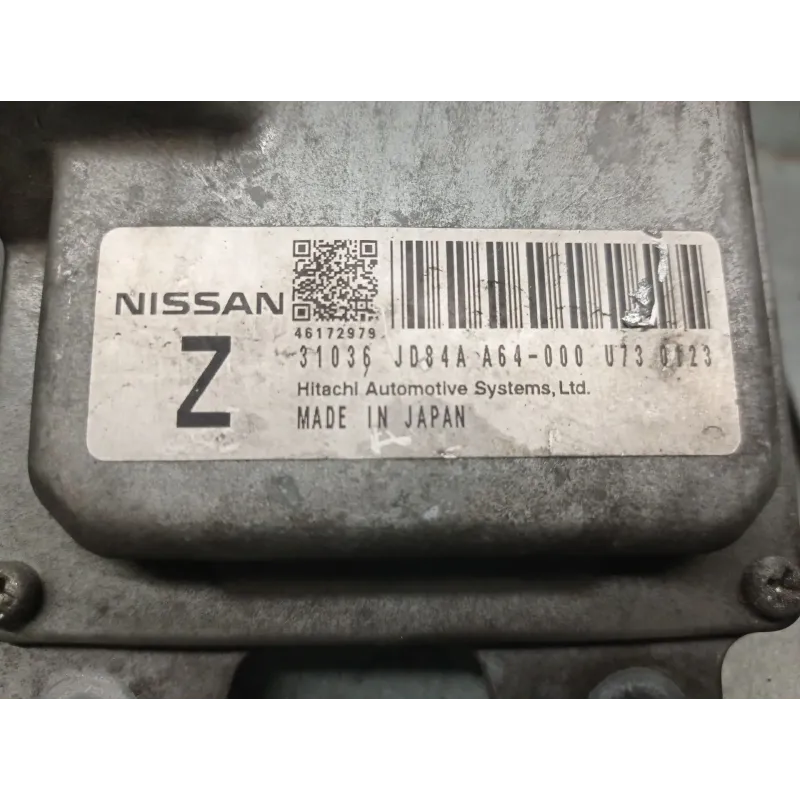 NISSAN
46172979
Z
31036 JD84A A64-000 U73 0123
Hitachi Automotive Systems, Ltd.
MADE IN JAPAN